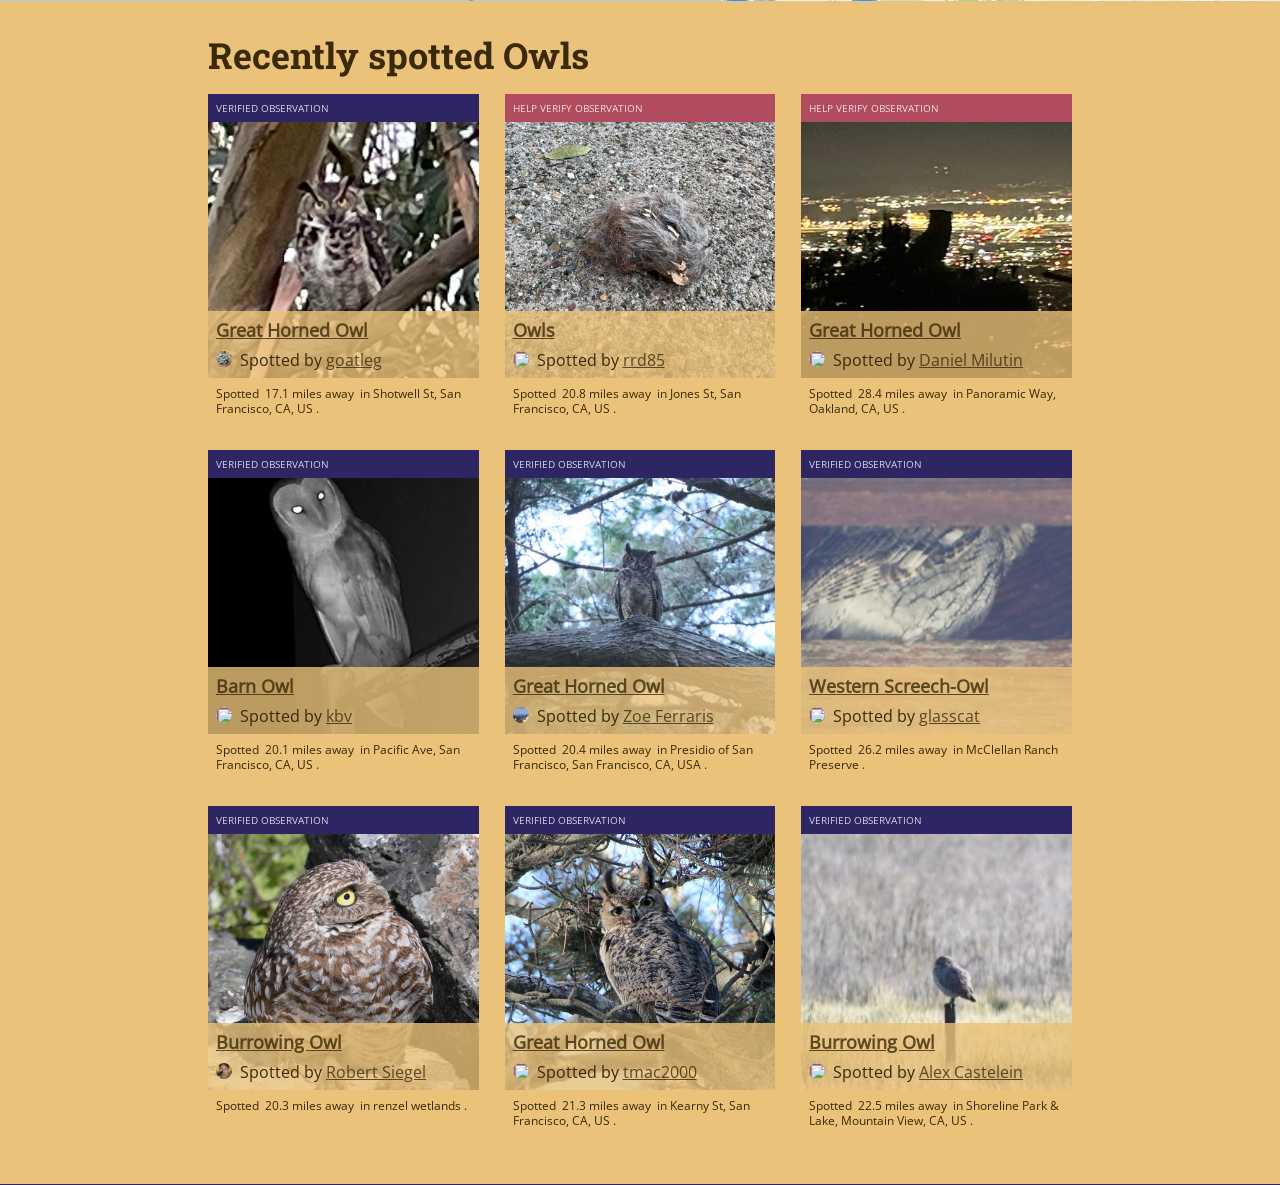 Recently spotted Owls
VERIFIED OBSERVATION
Great Horned Owl
Spotted by goatleg
Spotted 17.1 miles away in Shotwell St, San
Francisco, CA, US .
HELP VERIFY OBSERVATION
Owls
Spotted by rrd85
Spotted 20.8 miles away in Jones St, San
Francisco, CA, US .
HELP VERIFY OBSERVATION
Great Horned Owl
Spotted by Daniel Milutin
Spotted 28.4 miles away in Panoramic Way,
Oakland, CA, US .
VERIFIED OBSERVATION
Barn Owl
Spotted by kbv
Spotted 20.1 miles away in Pacific Ave, San
Francisco, CA, US .
VERIFIED OBSERVATION
Great Horned Owl
Spotted by Zoe Ferraris
Spotted 20.4 miles away in Presidio of San
Francisco, San Francisco, CA, USA .
VERIFIED OBSERVATION
Western Screech-Owl
Spotted by glasscat
Spotted 26.2 miles away in McClellan Ranch
Preserve .
VERIFIED OBSERVATION
Burrowing Owl
Spotted by Robert Siegel
Spotted 20.3 miles away in renzel wetlands .
VERIFIED OBSERVATION
Great Horned Owl
Spotted by tmac2000
Spotted 21.3 miles away in Kearny St, San
Francisco, CA, US .
VERIFIED OBSERVATION
Burrowing Owl
Spotted by Alex Castelein
Spotted 22.5 miles away in Shoreline Park &
Lake, Mountain View, CA, US .